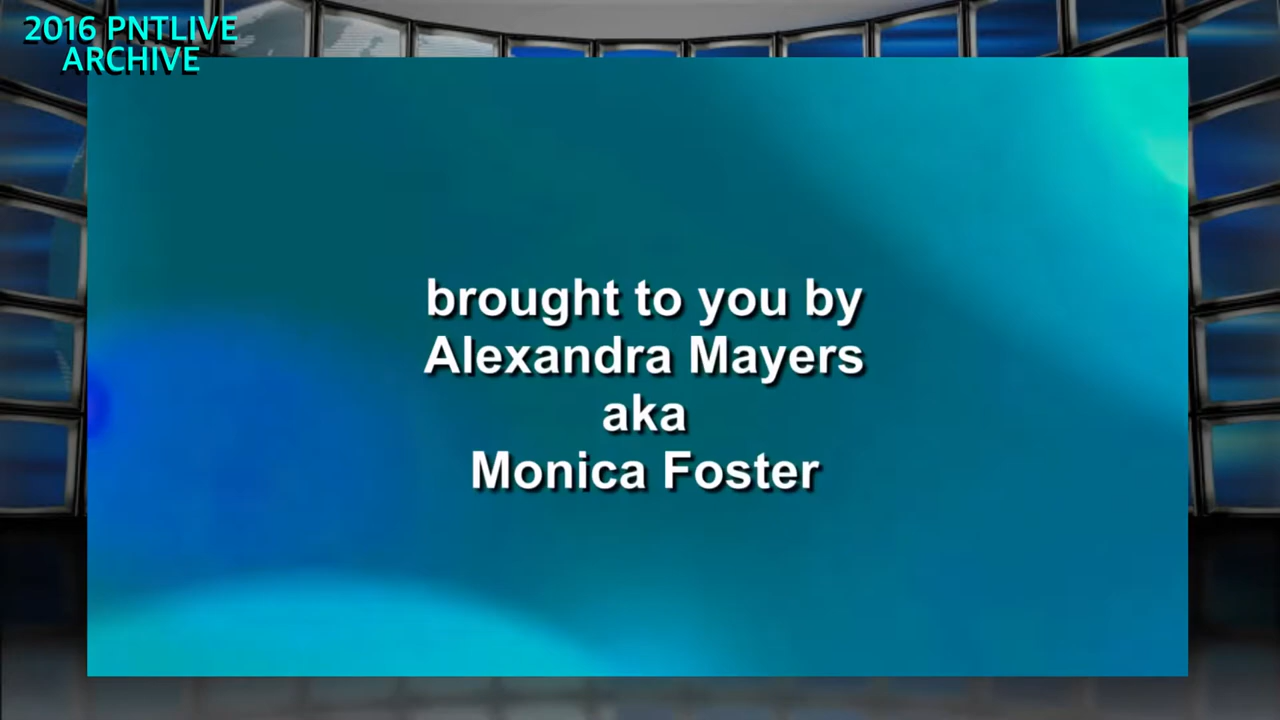 2016 PNTLIVE
ARCHIVE
brought to you by
Alexandra Mayers
aka
Monica Foster